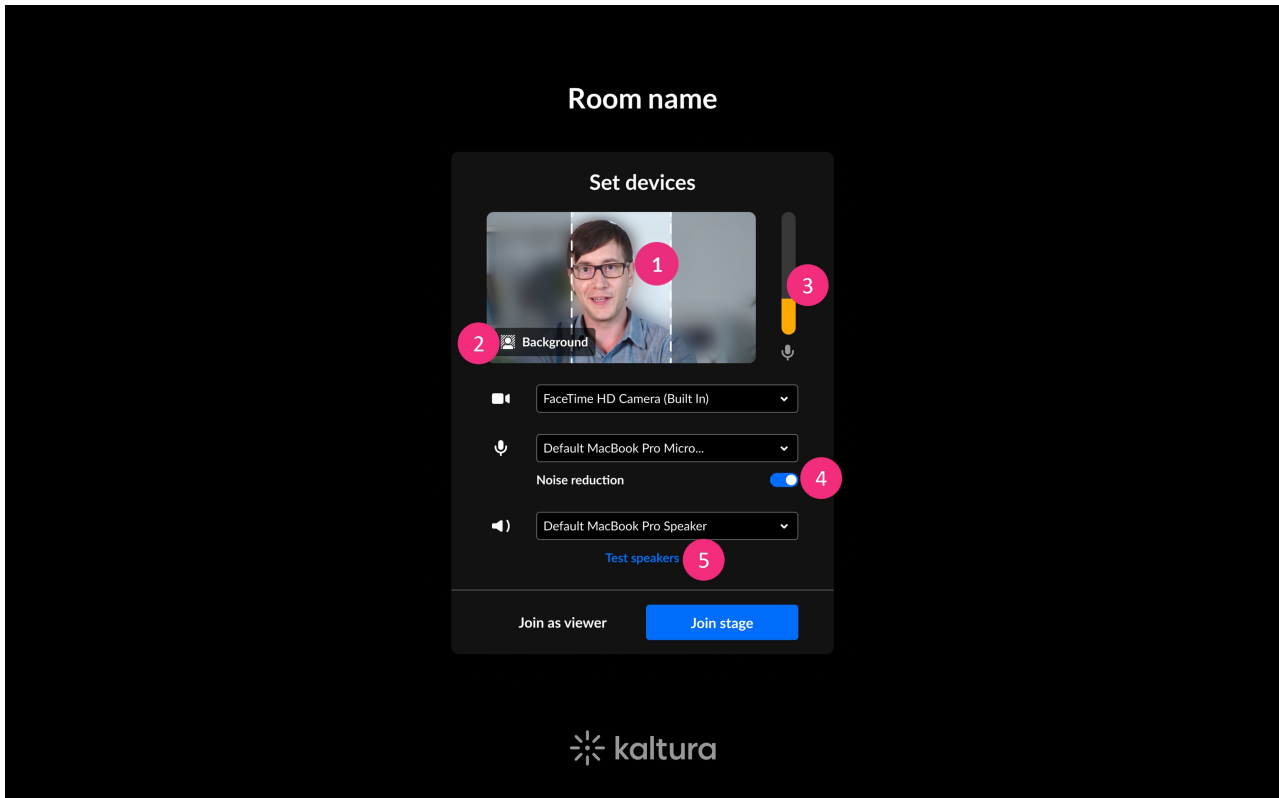 Room name
Set devices
1
3
2
Background
FaceTime HD Camera (Built In)
Default MacBook Pro Micro...
Noise reduction
4
Default MacBook Pro Speaker
Test speakers
5
Join as viewer
Join stage
kaltura